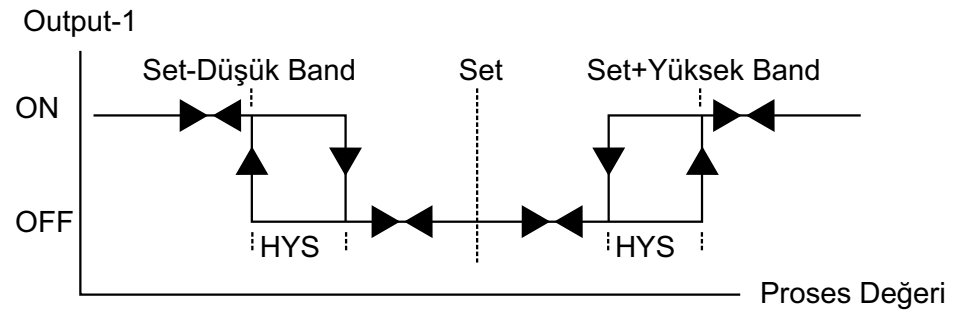 Output-1
Set-Düşük Band
Set
Set+Yüksek Band
ON
OFF
HYS
HYS
Proses Değeri